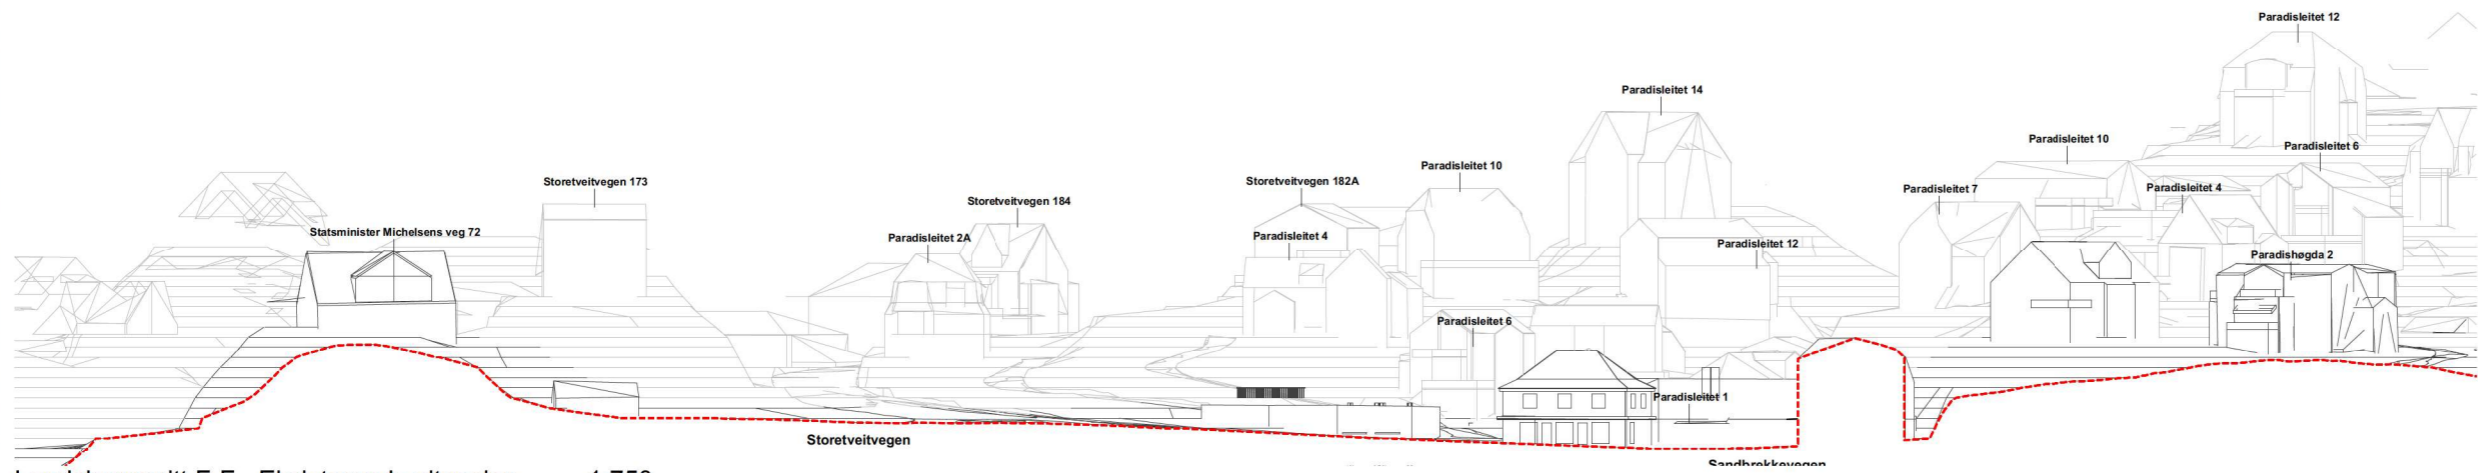 Paradisleitet 12
Paradisleitet 14
Paradisleitet 10
Paradisleitet 6
Paradisleitet 10
Storetveitvegen 173
Storetveitvegen 182A
Paradisleitet 7
Paradisleitet 4
Storetveitvegen 184
Statsminister Michelsens veg 72
Paradisleitet 2A
Paradisleitet 4
Paradisleitet 12
Paradishøgda 2
Paradisleitet 6
Paradisleitet 1
Storetveitvegen
Sandbrekkevegen